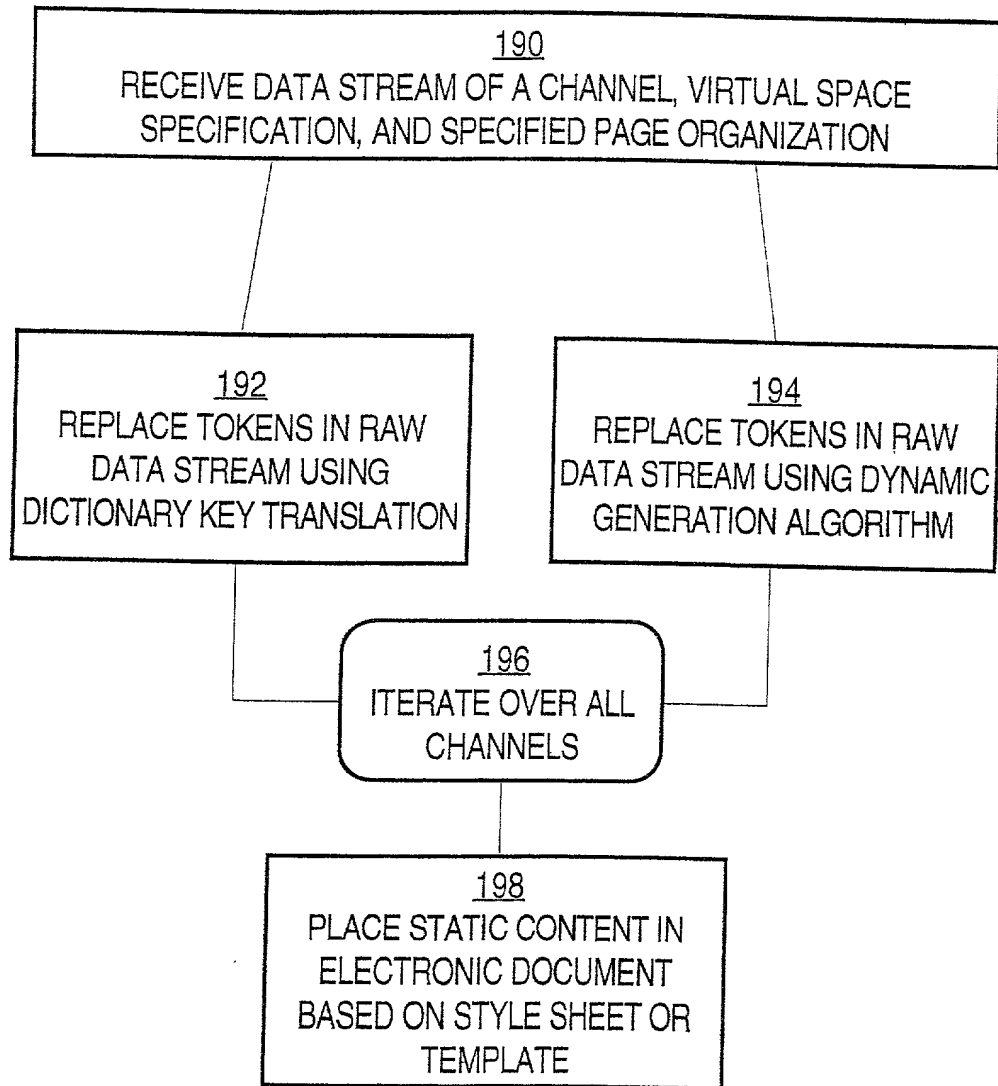 190
RECEIVE DATA STREAM OF A CHANNEL, VIRTUAL SPACE
SPECIFICATION, AND SPECIFIED PAGE ORGANIZATION
192
REPLACE TOKENS IN RAW
DATA STREAM USING
DICTIONARY KEY TRANSLATION
194
REPLACE TOKENS IN RAW
DATA STREAM USING DYNAMIC
GENERATION ALGORITHM
196
ITERATE OVER ALL
CHANNELS
198
PLACE STATIC CONTENT IN
ELECTRONIC DOCUMENT
BASED ON STYLE SHEET OR
TEMPLATE